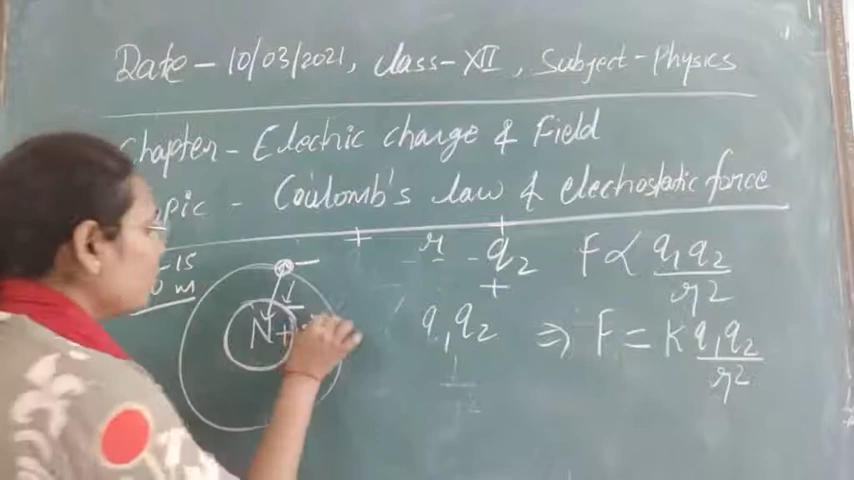 Date - 10/03/2021, Class - XII, Subject - Physics
Chapter - Electric charge & Field
- Coulomb's law & electrostatic force
+ r - q2 + F ∝ q1q2/r2
-15 m
N+ -
q1q2 ⇒ F = K q1q2/r2